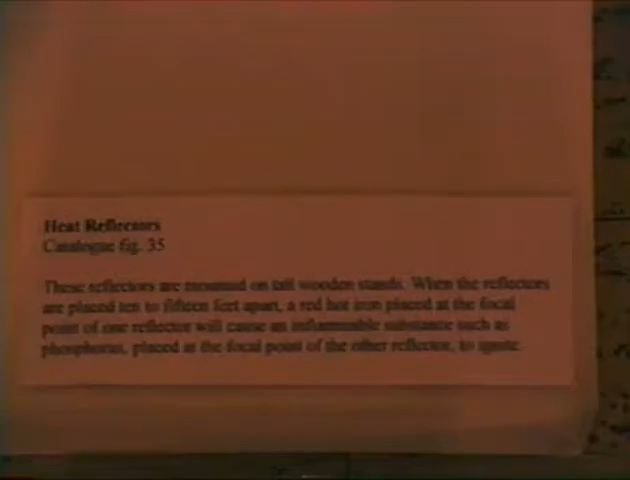 Heat Reflectors
Catalogue fig. 35
These reflectors are mounted on tall wooden stands. When the reflectors
are placed ten to fifteen feet apart, a red hot iron placed at the focal
point of one reflector will cause an inflammable substance such as
phosphorus, placed at the focal point of the other reflector, to ignite.